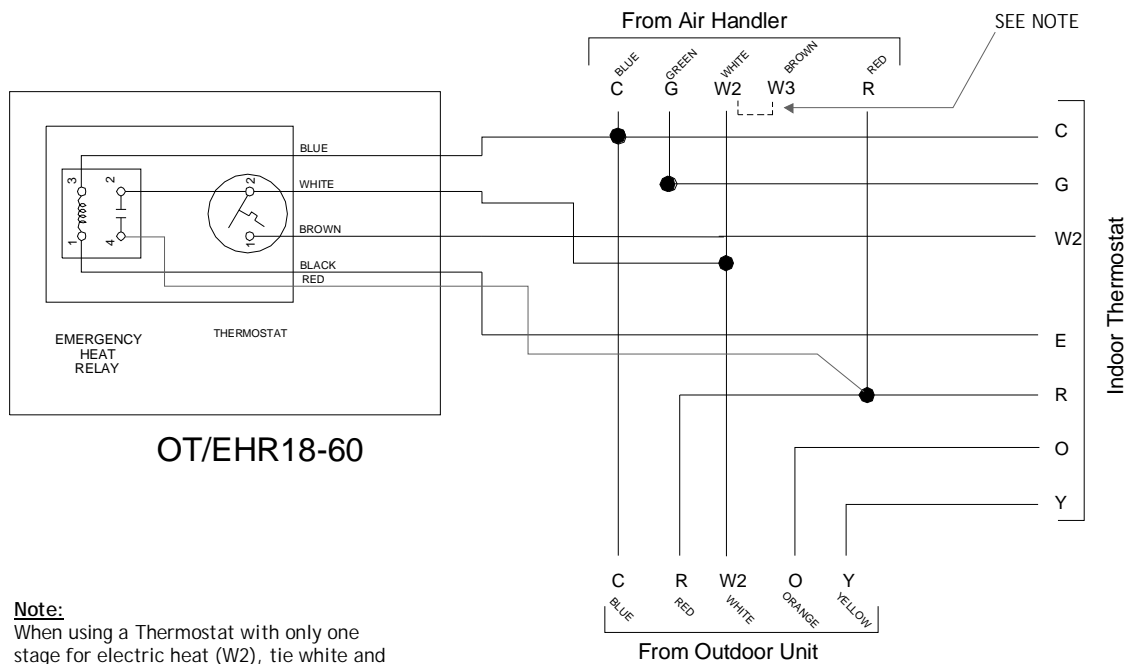 From Air Handler
SEE NOTE
BLUE
GREEN
WHITE
BROWN
RED
C
G
W2
W3
R
C
G
W2
E
R
O
Y
Indoor Thermostat
BLUE
WHITE
BROWN
BLACK
RED
3
2
1
4
2
1
EMERGENCY
HEAT
RELAY
THERMOSTAT
OT/EHR18-60
C
R
W2
O
Y
BLUE
RED
WHITE
ORANGE
YELLOW
From Outdoor Unit
Note:
When using a Thermostat with only one
stage for electric heat (W2), tie white and